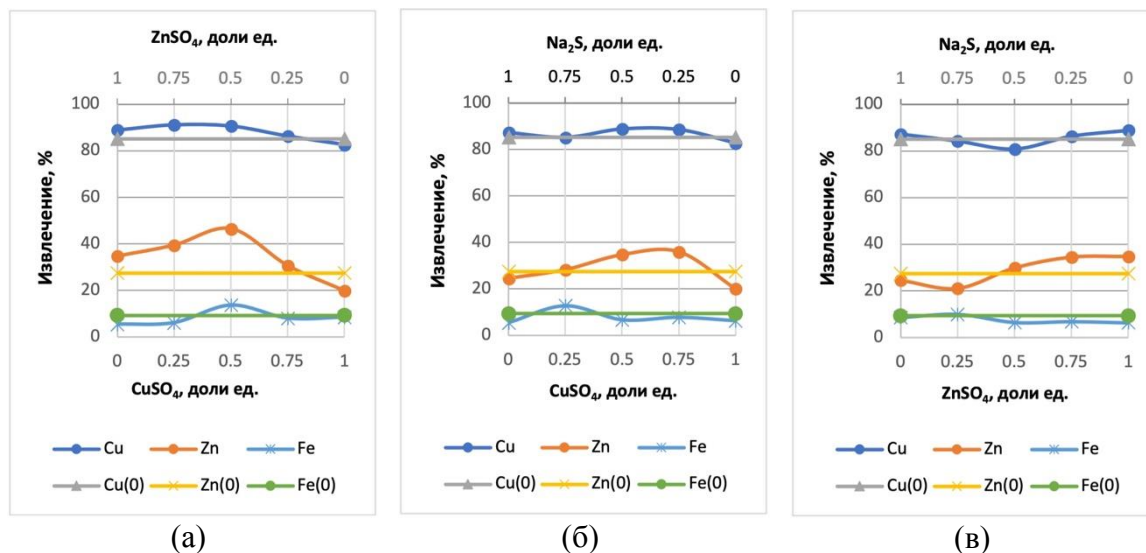 ZnSO₄, доли ед.
1 0.75 0.5 0.25 0
100
80
60
40
20
0
Извлечение, %
0 0.25 0.5 0.75 1
CuSO₄, доли ед.
Cu Zn Fe
Cu(0) Zn(0) Fe(0)
(а)
Na₂S, доли ед.
1 0.75 0.5 0.25 0
100
80
60
40
20
0
Извлечение, %
0 0.25 0.5 0.75 1
CuSO₄, доли ед.
Cu Zn Fe
Cu(0) Zn(0) Fe(0)
(б)
Na₂S, доли ед.
1 0.75 0.5 0.25 0
100
80
60
40
20
0
Извлечение, %
0 0.25 0.5 0.75 1
ZnSO₄, доли ед.
Cu Zn Fe
Cu(0) Zn(0) Fe(0)
(в)